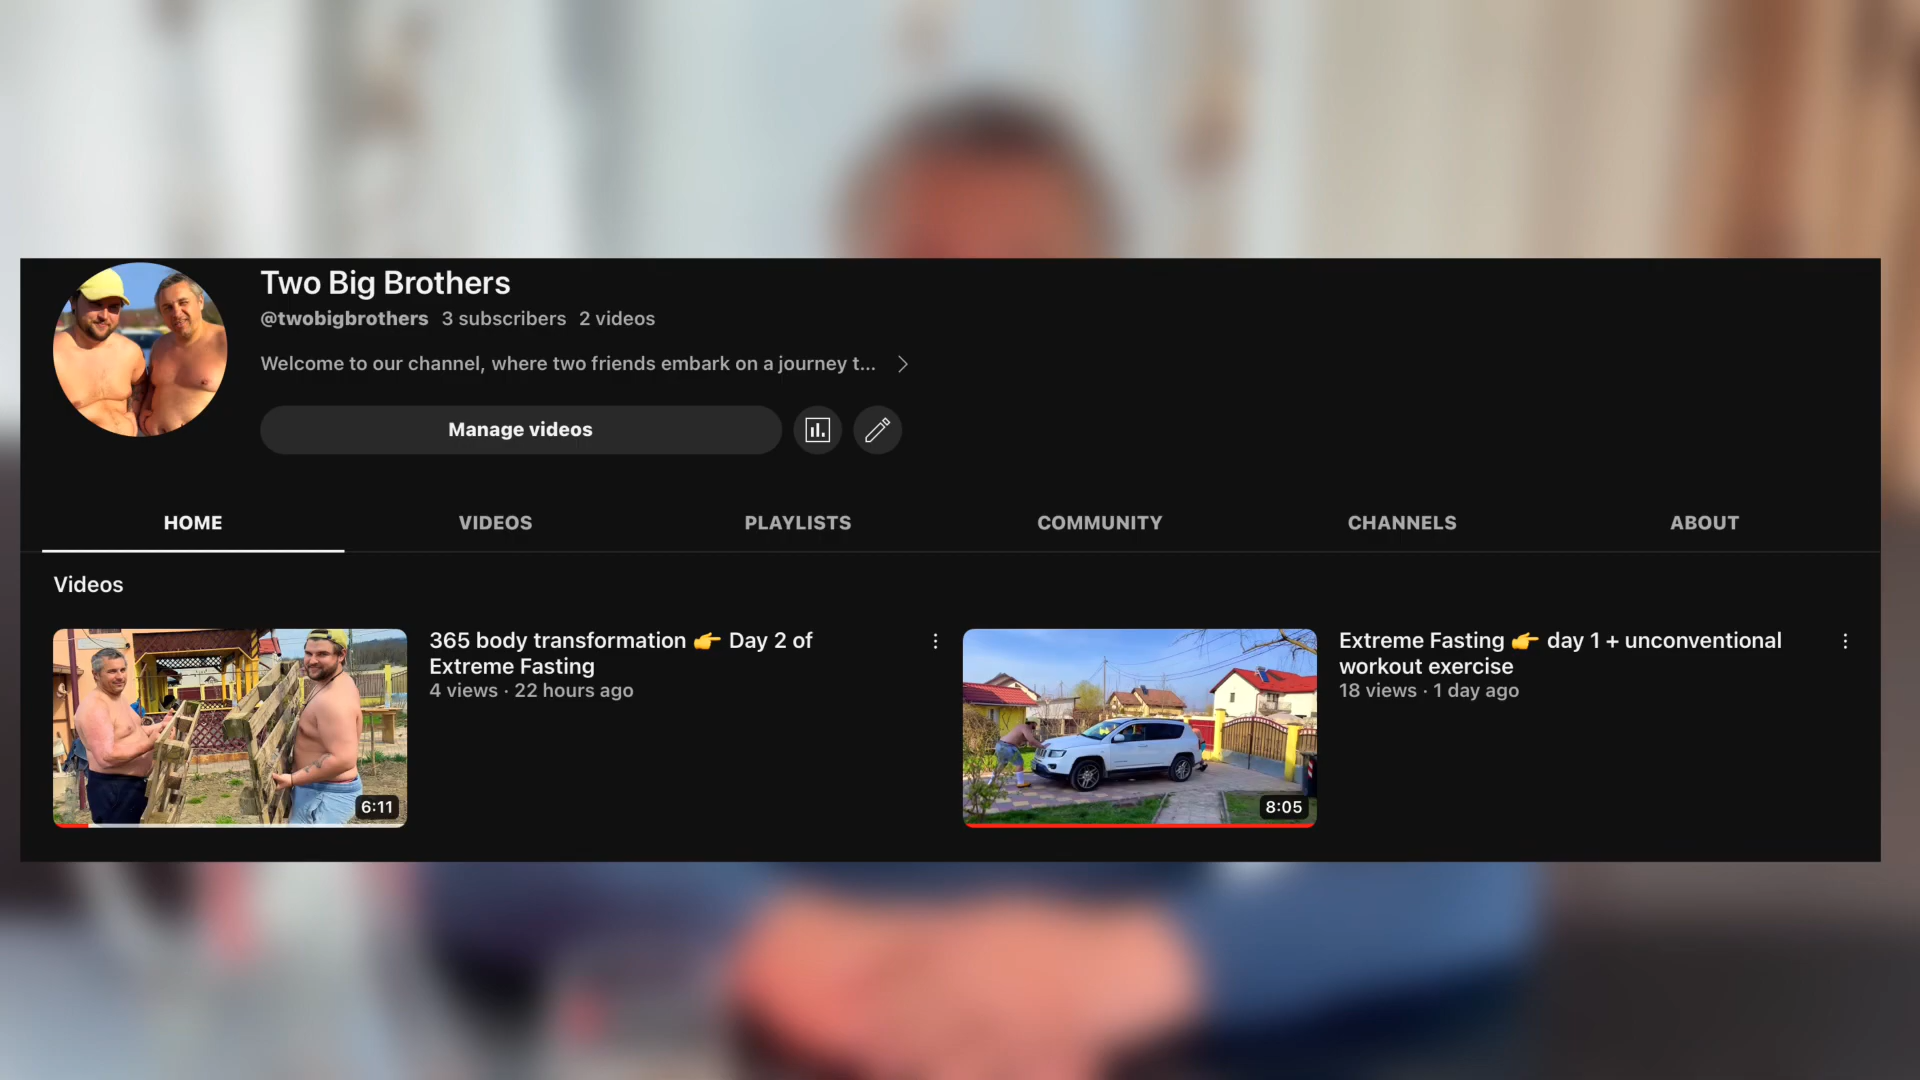 Two Big Brothers
@twobigbrothers 3 subscribers 2 videos
Welcome to our channel, where two friends embark on a journey t...
Manage videos
HOME VIDEOS PLAYLISTS COMMUNITY CHANNELS ABOUT
Videos
365 body transformation 👉 Day 2 of
Extreme Fasting
4 views · 22 hours ago
6:11
Extreme Fasting 👉 day 1 + unconventional
workout exercise
18 views · 1 day ago
8:05